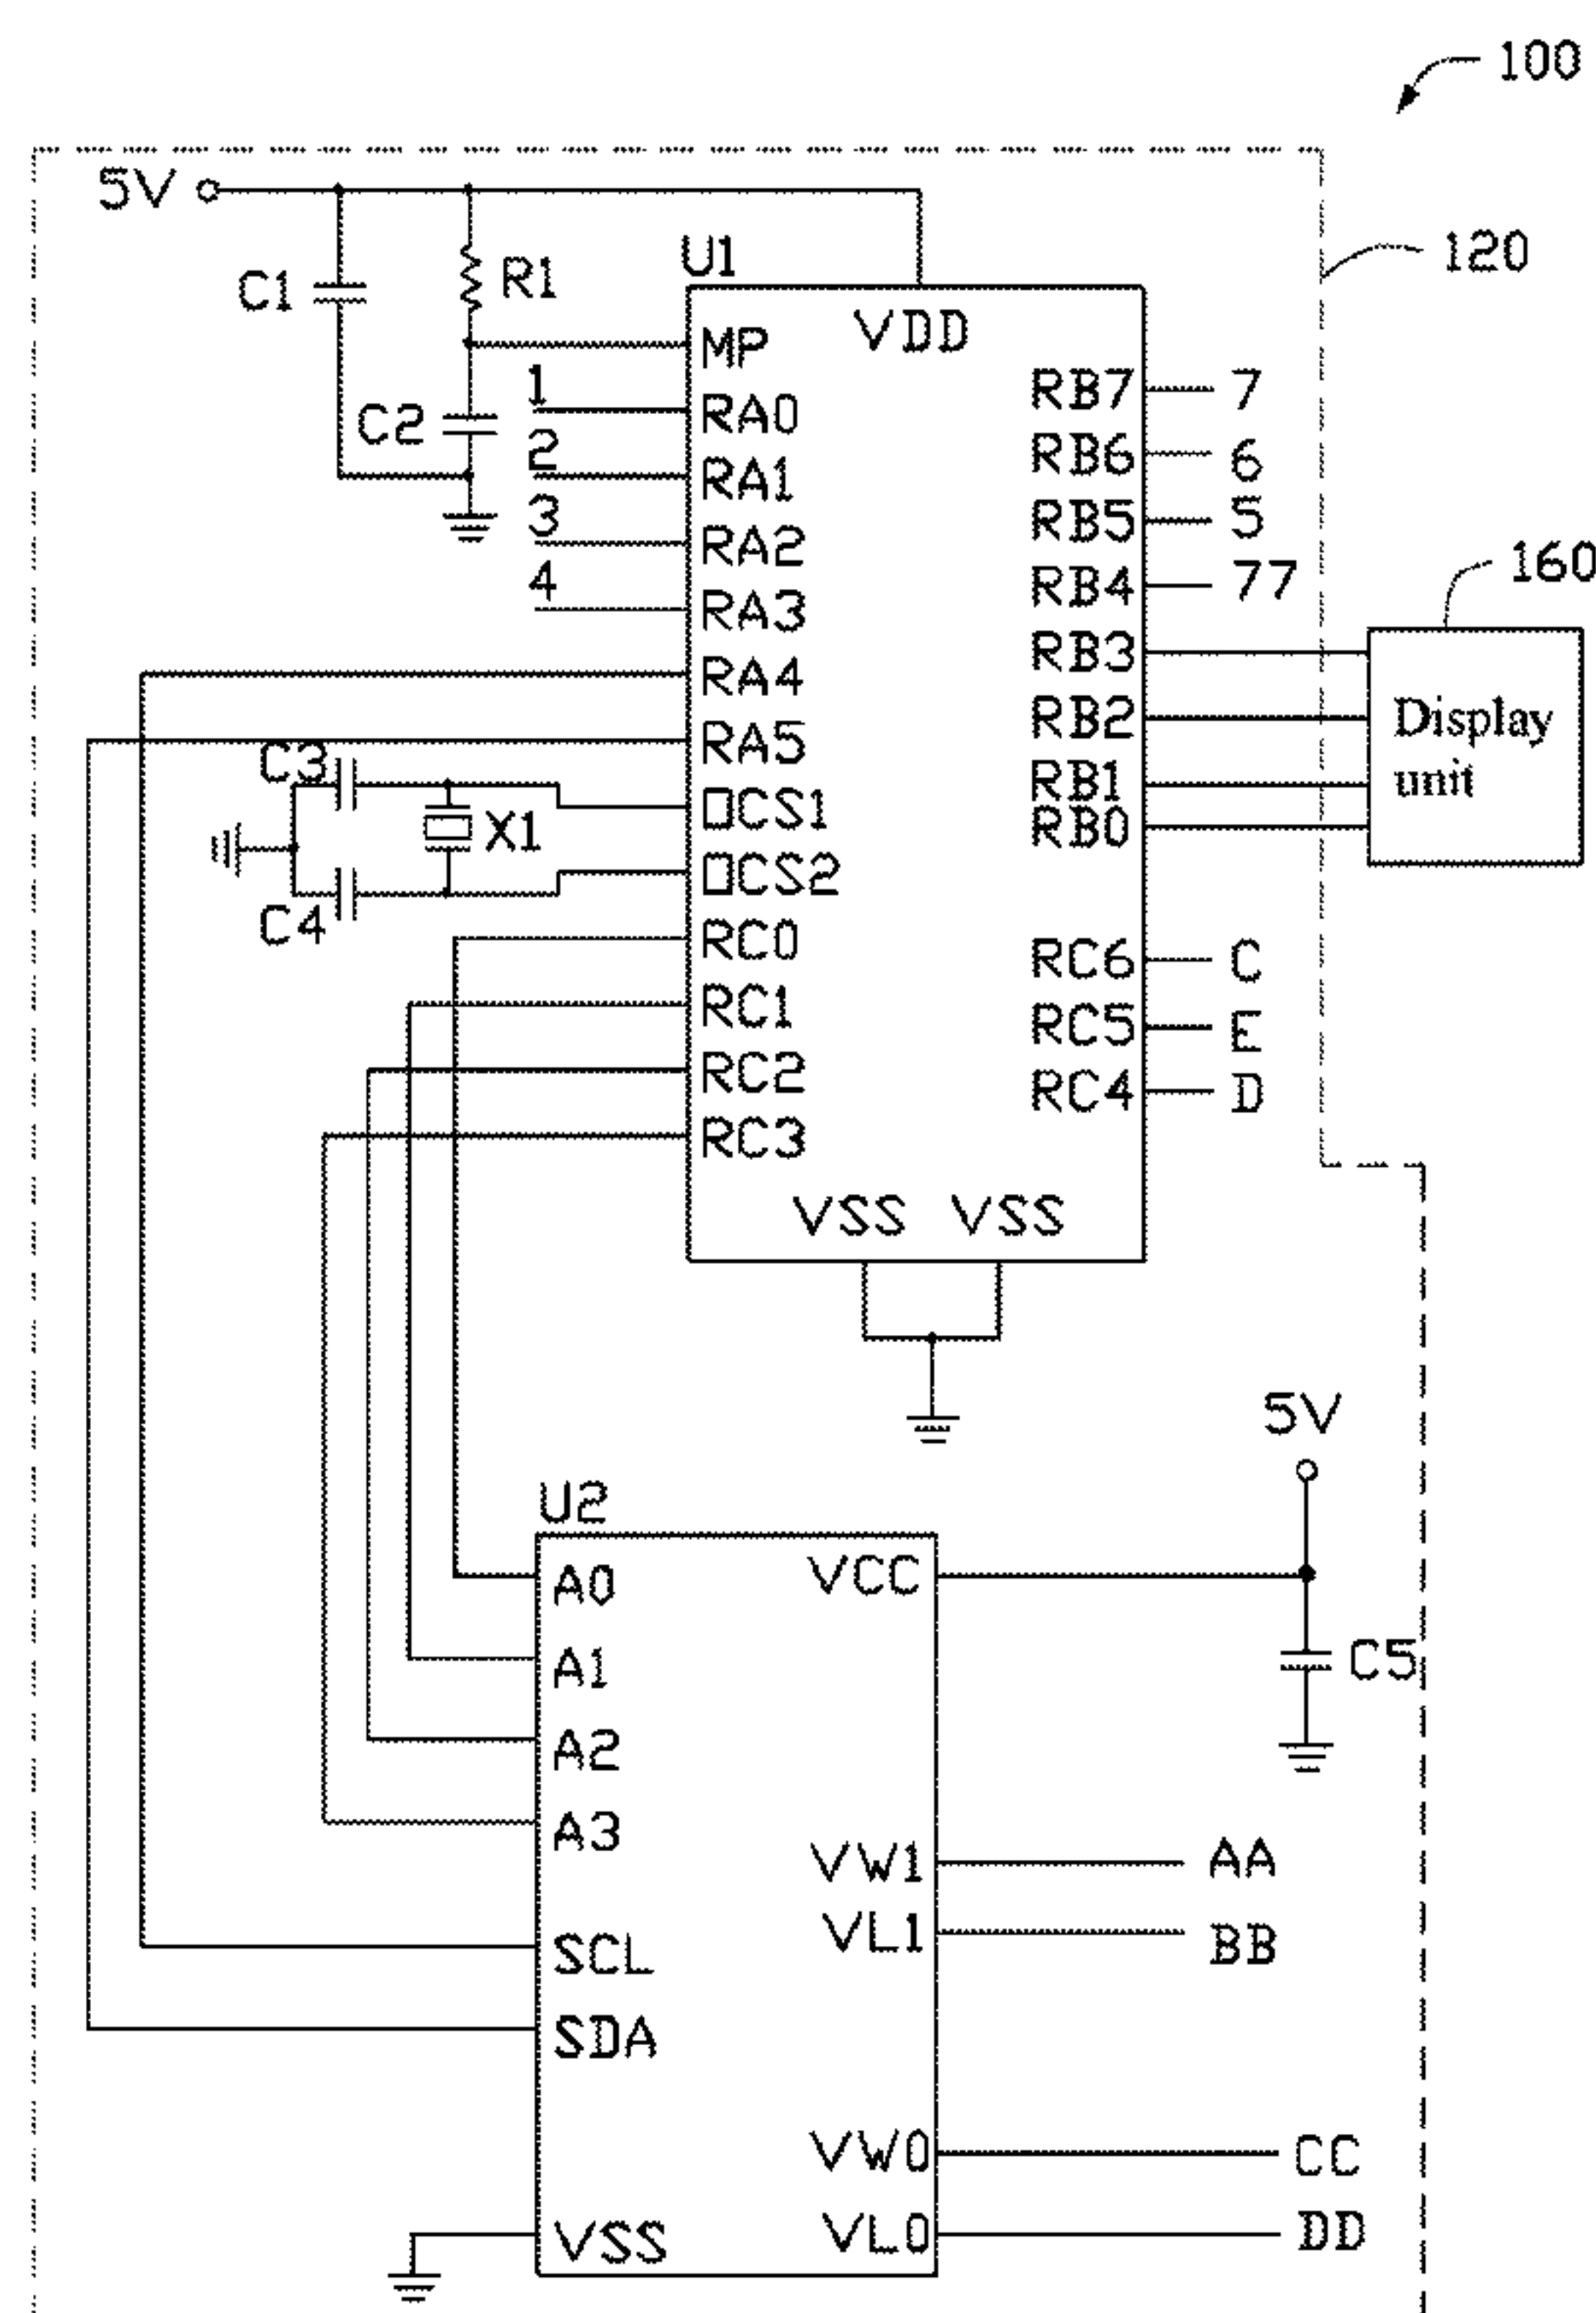 100
5V
120
U1
C1
R1
VDD
MP
1
RA0
RB7
7
C2
2
RA1
RB6
6
3
RA2
RB5
5
4
RA3
RB4
77
160
RA4
RB3
RA5
RB2
Display
unit
C3
OCS1
RB1
X1
RB0
OCS2
C4
RC0
RC6
C
RC1
RC5
E
RC2
RC4
D
RC3
VSS VSS
5V
U2
A0
VCC
A1
C5
A2
A3
VW1
AA
VL1
BB
SCL
SDA
VW0
CC
VSS
VL0
DD